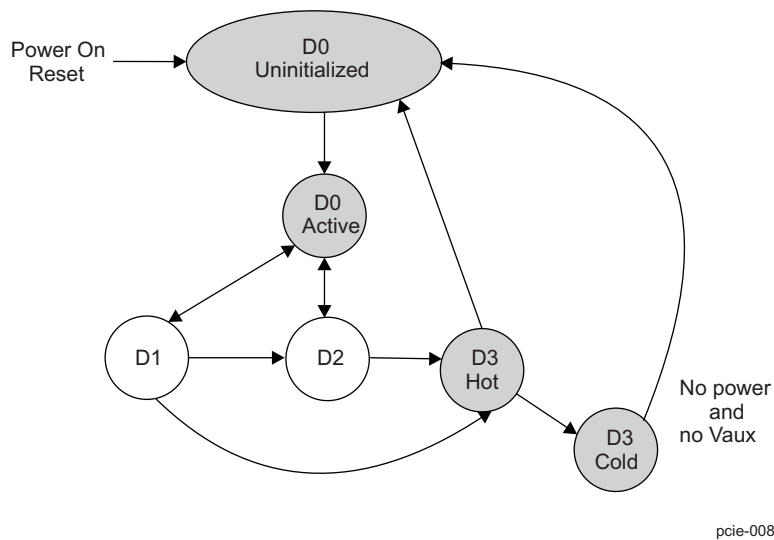 Power On
Reset
D0
Uninitialized
D0
Active
D1
D2
D3
Hot
D3
Cold
No power
and
no Vaux
pcie-008